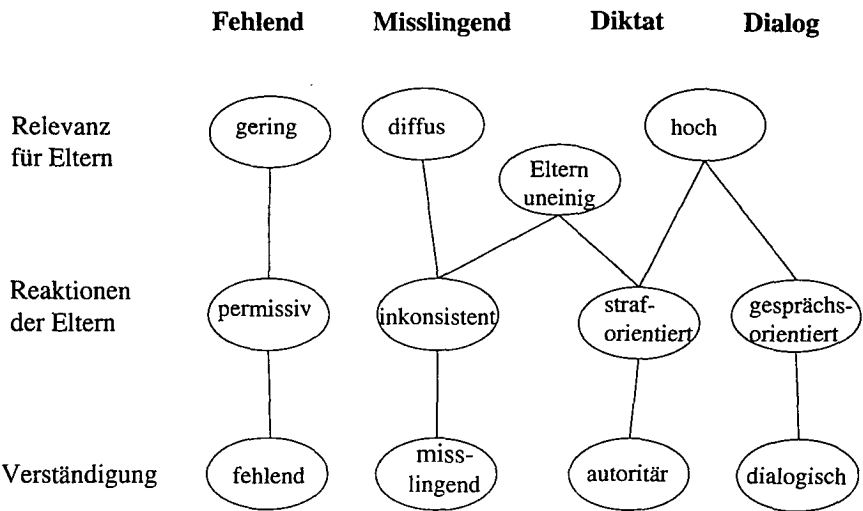 Fehlend Misslingend Diktat Dialog
Relevanz
für Eltern
gering
diffus
Eltern
uneinig
hoch
Reaktionen
der Eltern
permissiv
inkonsistent
straf-
orientiert
gesprächs-
orientiert
Verständigung
fehlend
miss-
lingend
autoritär
dialogisch